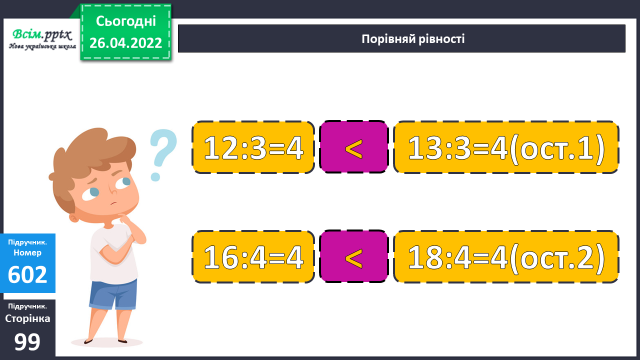 Всім.pptx
Нова українська школа
Сьогодні
26.04.2022
Порівняй рівності
12:3=4 < 13:3=4(ост.1)
16:4=4 < 18:4=4(ост.2)
Підручник.
Номер
602
Підручник.
Сторінка
99